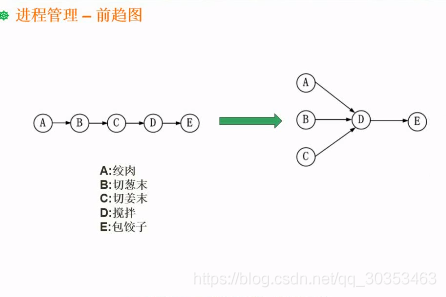 进程管理 – 前趋图
A B C D E
A
B
C
D E
A:绞肉
B:切葱末
C:切姜末
D:搅拌
E:包饺子
https://blog.csdn.net/qq_30353463